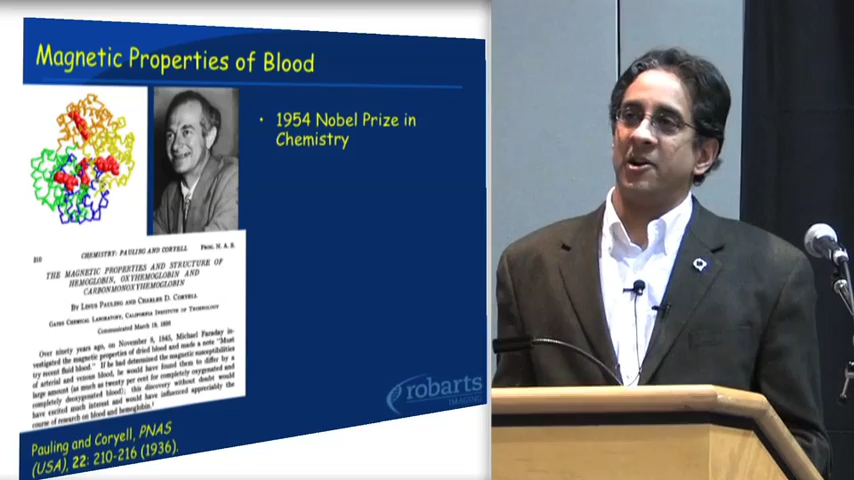 Magnetic Properties of Blood
• 1954 Nobel Prize in
Chemistry
210
CHEMISTRY: PAULING AND CORYELL
PROC. N. A. S.
THE MAGNETIC PROPERTIES AND STRUCTURE OF
HEMOGLOBIN, OXYHEMOGLOBIN AND
CARBONMONOXYHEMOGLOBIN
BY LINUS PAULING AND CHARLES D. CORYELL
GATES CHEMICAL LABORATORY, CALIFORNIA INSTITUTE OF TECHNOLOGY
Communicated March 19, 1936
Over ninety years ago, on November 8, 1845, Michael Faraday in-
vestigated the magnetic properties of dried blood and made a note "Must
try recent fluid blood." If he had determined the magnetic susceptibilities
of arterial and venous blood, he would have found them to differ by a
large amount (as much as twenty per cent for completely oxygenated and
completely deoxygenated blood); this discovery without doubt would
have excited much interest and would have influenced appreciably the
course of research on blood and hemoglobin.¹
robarts
IMAGING
Pauling and Coryell, PNAS
(USA), 22: 210-216 (1936).